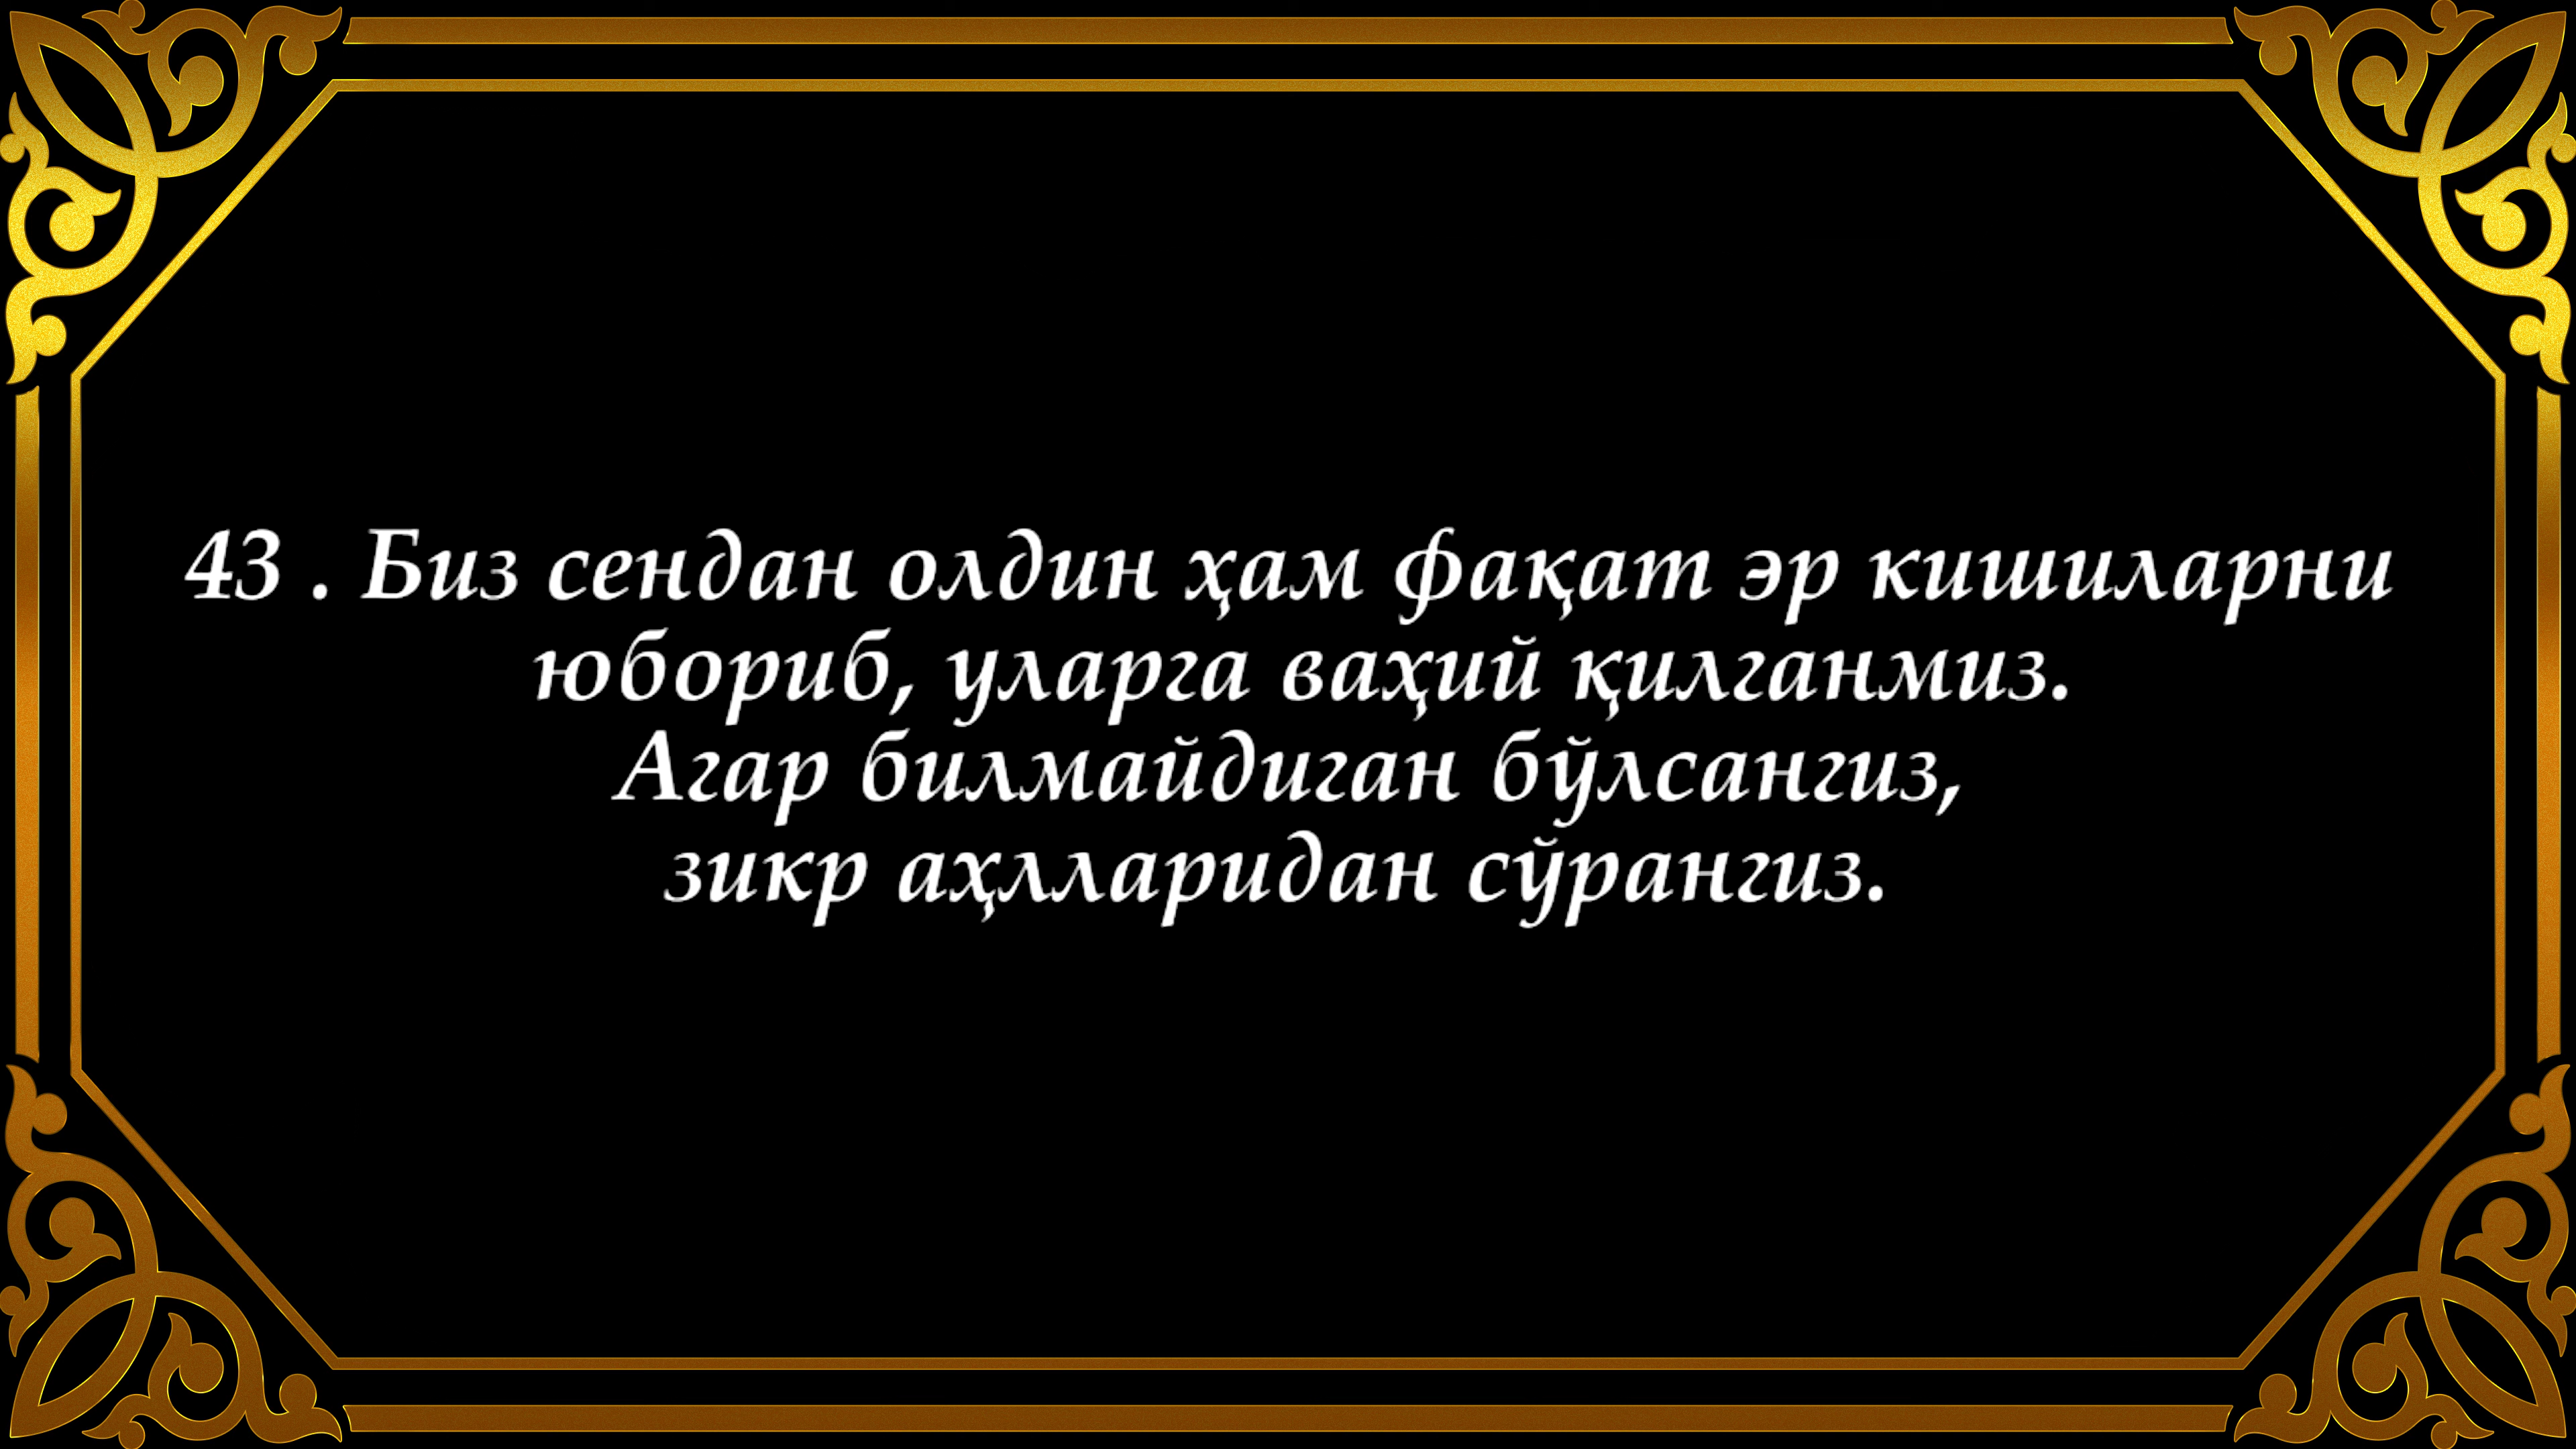 43 . Биз сендан олдин ҳам фақат эр кишиларни
юбориб, уларга ваҳий қилганмиз.
Агар билмайдиган бўлсангиз,
зикр аҳлларидан сўрангиз.